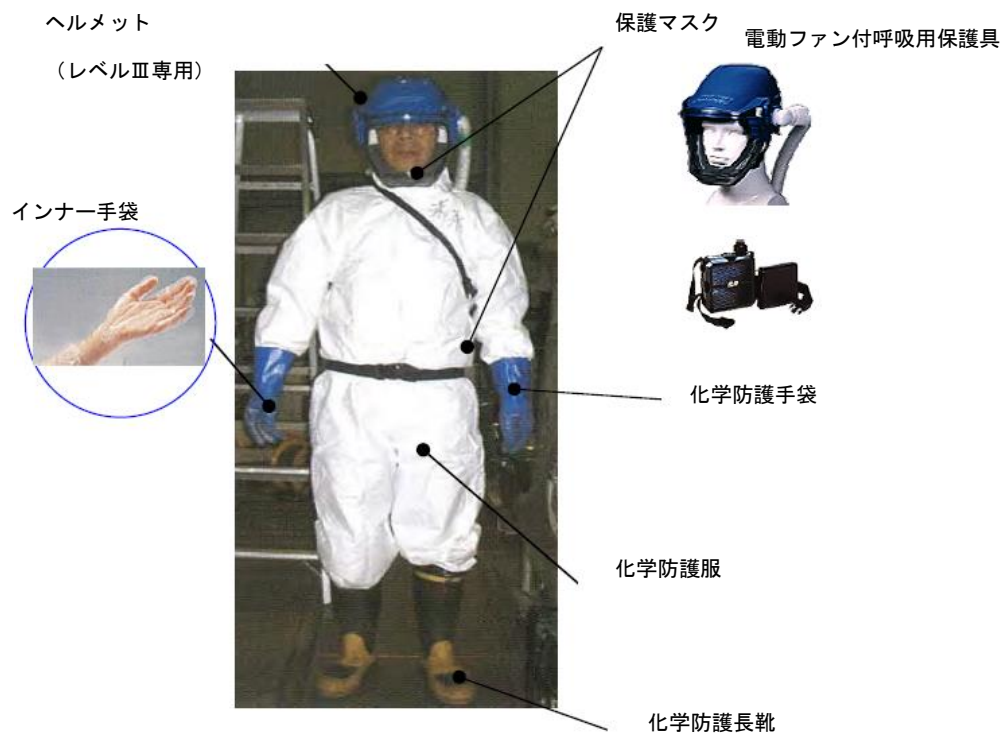 ヘルメット
（レベルⅢ専用）
保護マスク
電動ファン付呼吸用保護具
インナー手袋
化学防護手袋
化学防護服
化学防護長靴